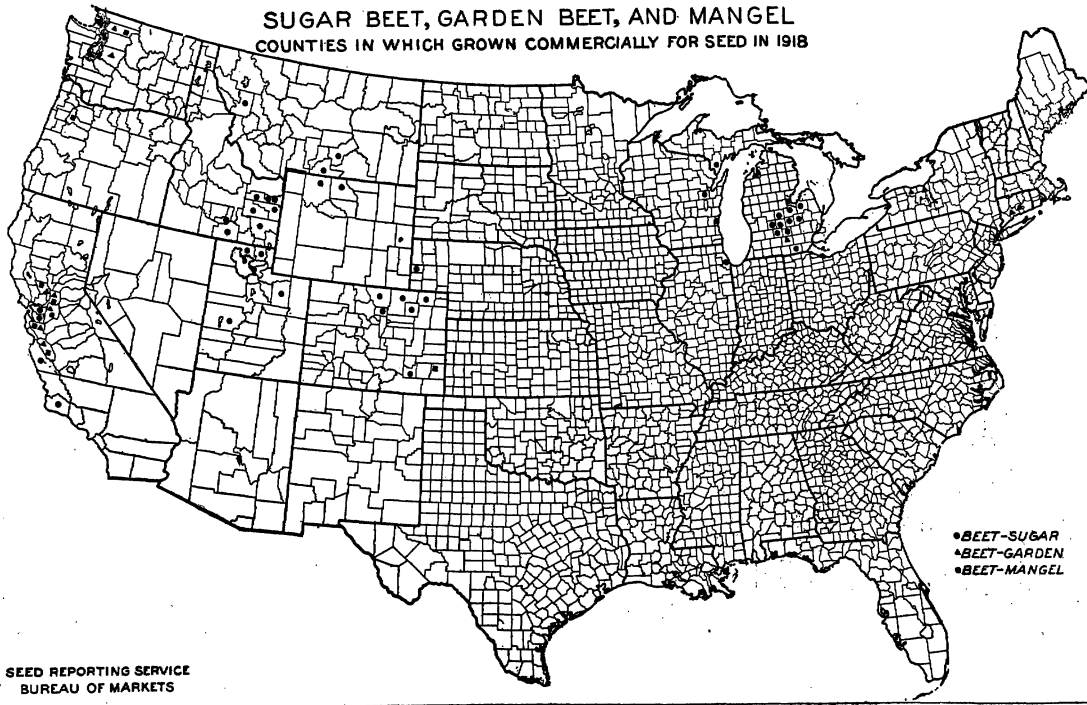 SUGAR BEET, GARDEN BEET, AND MANGEL
COUNTIES IN WHICH GROWN COMMERCIALLY FOR SEED IN 1918
BEET-SUGAR
BEET-GARDEN
BEET-MANGEL
SEED REPORTING SERVICE
BUREAU OF MARKETS